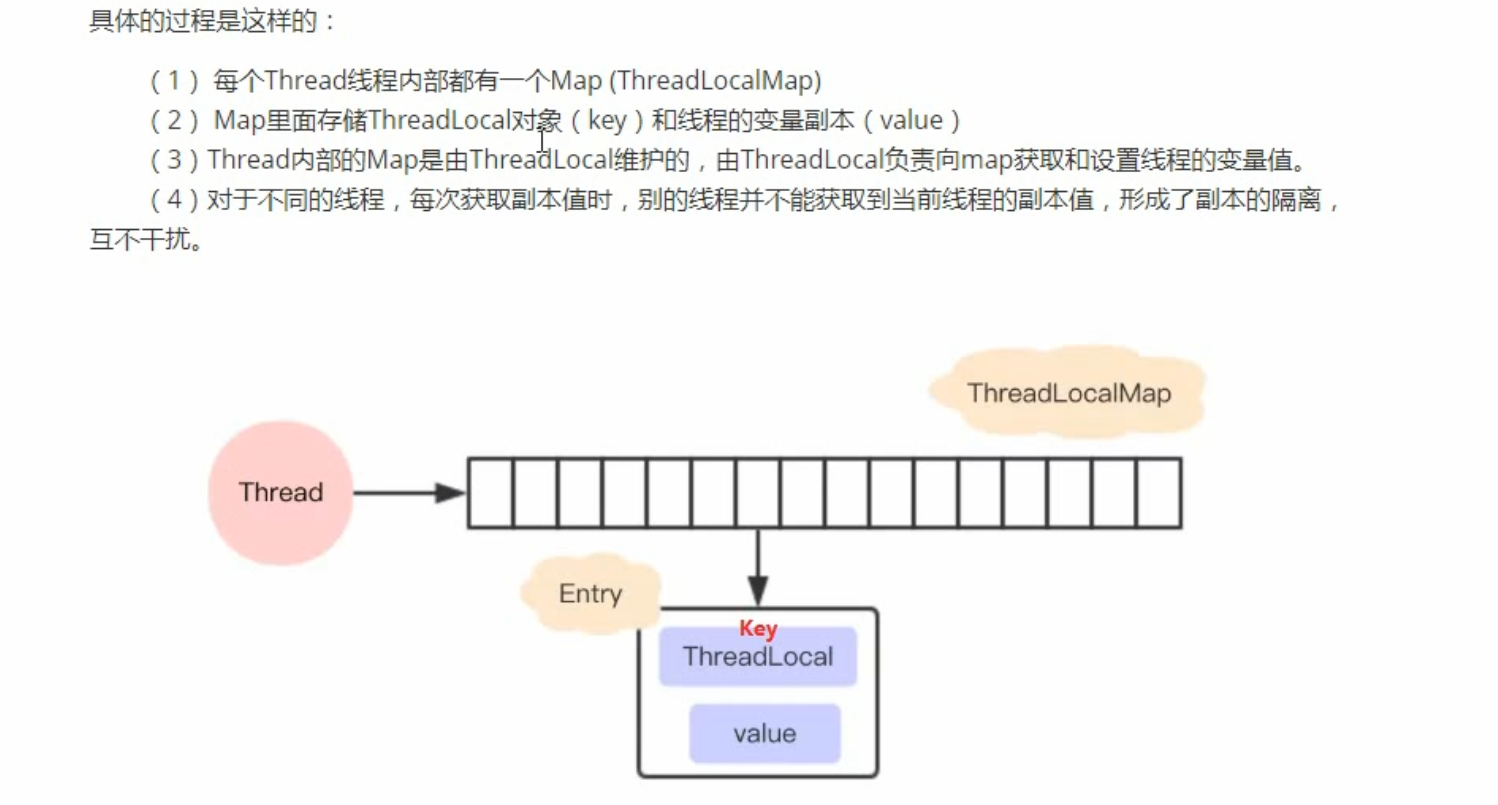 具体的过程是这样的：
（1） 每个Thread线程内部都有一个Map (ThreadLocalMap)
（2） Map里面存储ThreadLocal对象（key）和线程的变量副本（value）
（3）Thread内部的Map是由ThreadLocal维护的，由ThreadLocal负责向map获取和设置线程的变量值。
（4）对于不同的线程，每次获取副本值时，别的线程并不能获取到当前线程的副本值，形成了副本的隔离，
互不干扰。
ThreadLocalMap
Thread
Entry
Key
ThreadLocal
value